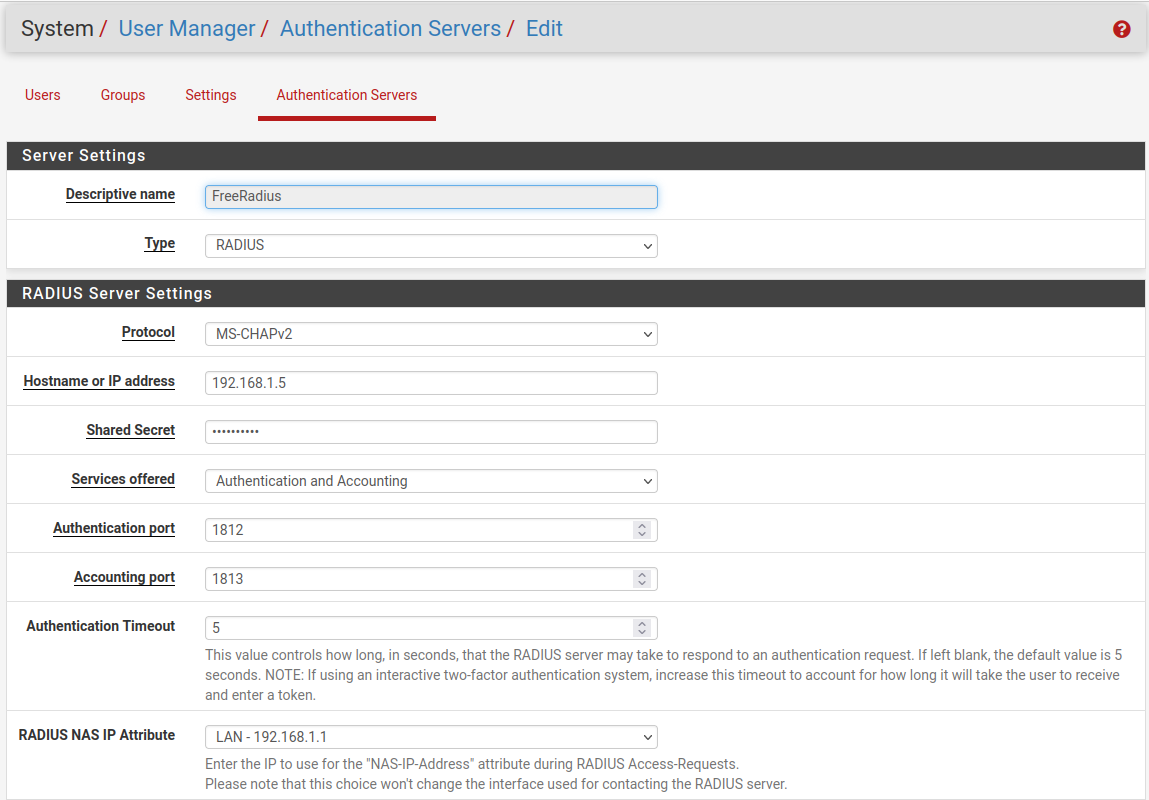 System / User Manager / Authentication Servers / Edit
Users Groups Settings Authentication Servers
Server Settings
Descriptive name FreeRadius
Type RADIUS
RADIUS Server Settings
Protocol MS-CHAPv2
Hostname or IP address 192.168.1.5
Shared Secret ••••••••••
Services offered Authentication and Accounting
Authentication port 1812
Accounting port 1813
Authentication Timeout 5
This value controls how long, in seconds, that the RADIUS server may take to respond to an authentication request. If left blank, the default value is 5
seconds. NOTE: If using an interactive two-factor authentication system, increase this timeout to account for how long it will take the user to receive
and enter a token.
RADIUS NAS IP Attribute LAN - 192.168.1.1
Enter the IP to use for the "NAS-IP-Address" attribute during RADIUS Access-Requests.
Please note that this choice won't change the interface used for contacting the RADIUS server.